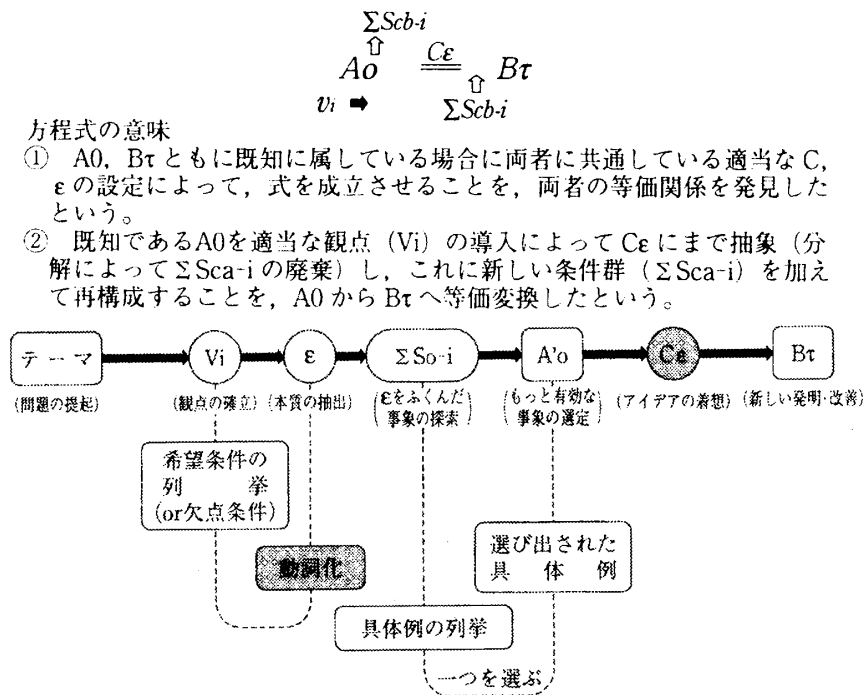 ΣScb-i
Ao Cε Bτ
vi ➡ ΣScb-i
方程式の意味
① A0, Bτともに既知に属している場合に両者に共通している適当なC,
εの設定によって，式を成立させることを，両者の等価関係を発見した
という。
② 既知であるA0を適当な観点（Vi）の導入によってCεにまで抽象（分
解によってΣSca-iの廃棄）し，これに新しい条件群（ΣSca-i）を加え
て再構成することを，A0からBτへ等価変換したという。
テーマ Vi ε ΣSo-i A'o Cε Bτ
(問題の提起) (観点の確立) (本質の抽出) (εをふくんだ (もっと有効な (アイデアの着想) (新しい発明・改善)
事象の探索) 事象の選定)
希望条件の
列挙
(or欠点条件)
選び出された
具体例
動詞化
具体例の列挙
一つを選ぶ